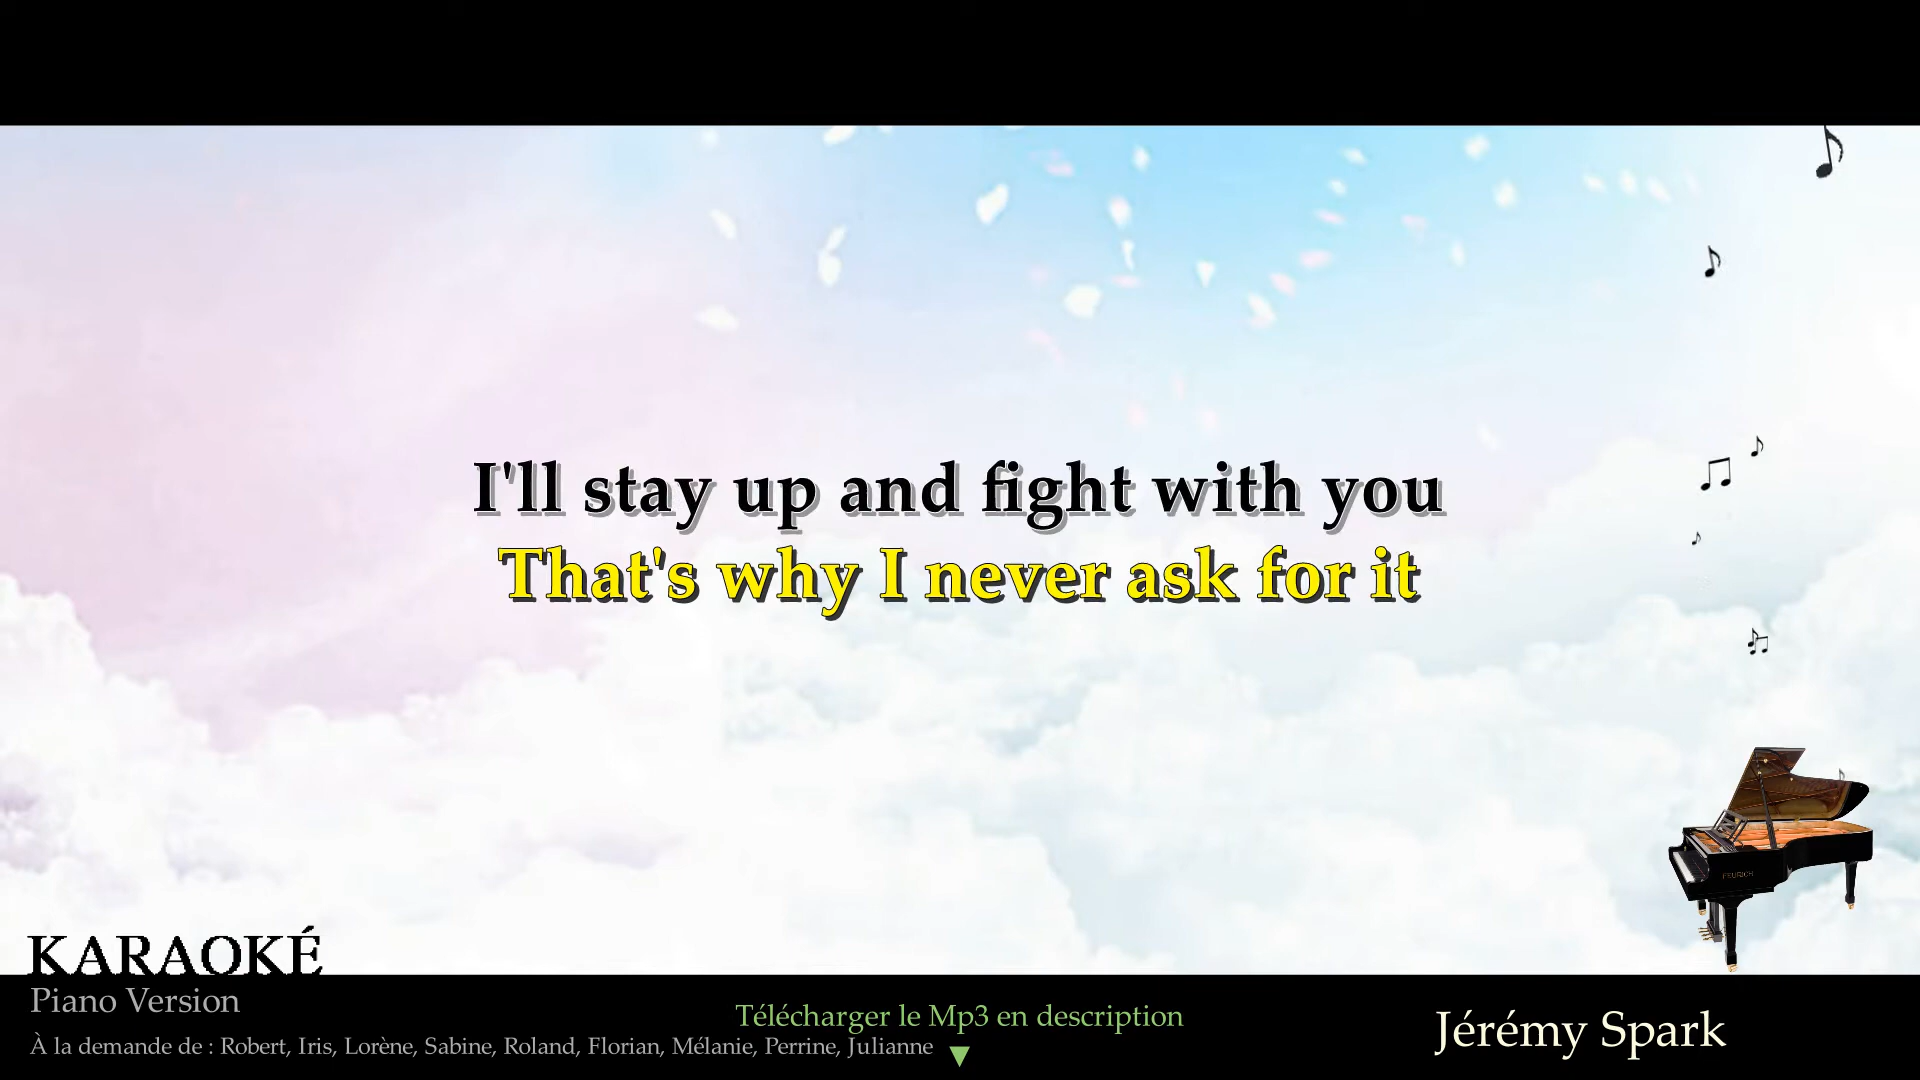 I'll stay up and fight with you
That's why I never ask for it
FEURICH
KARAOKÉ
Piano Version
Télécharger le Mp3 en description
À la demande de : Robert, Iris, Lorène, Sabine, Roland, Florian, Mélanie, Perrine, Julianne
Jérémy Spark